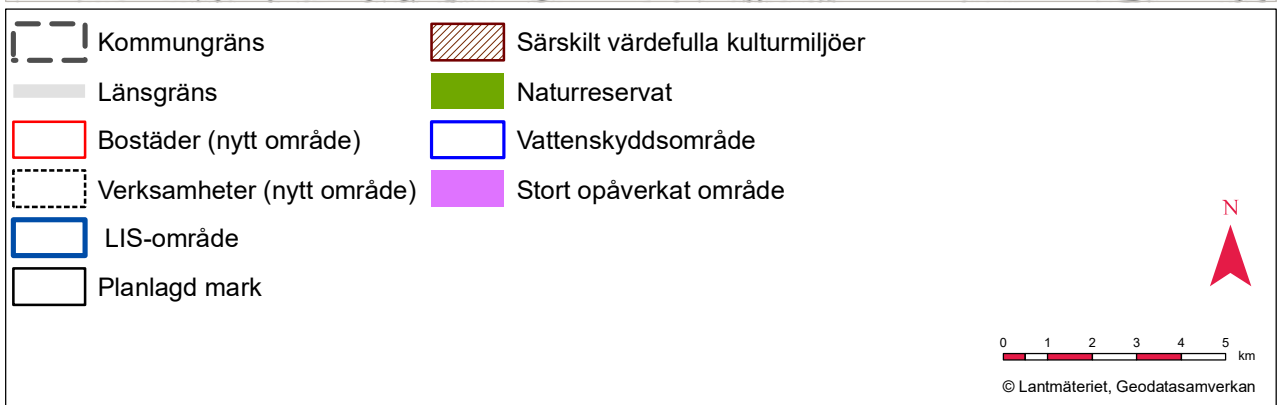 Kommungräns
Länsgräns
Bostäder (nytt område)
Verksamheter (nytt område)
LIS-område
Planlagd mark
Särskilt värdefulla kulturmiljöer
Naturreservat
Vattenskyddsområde
Stort opåverkat område
N
0 1 2 3 4 5
km
© Lantmäteriet, Geodatasamverkan